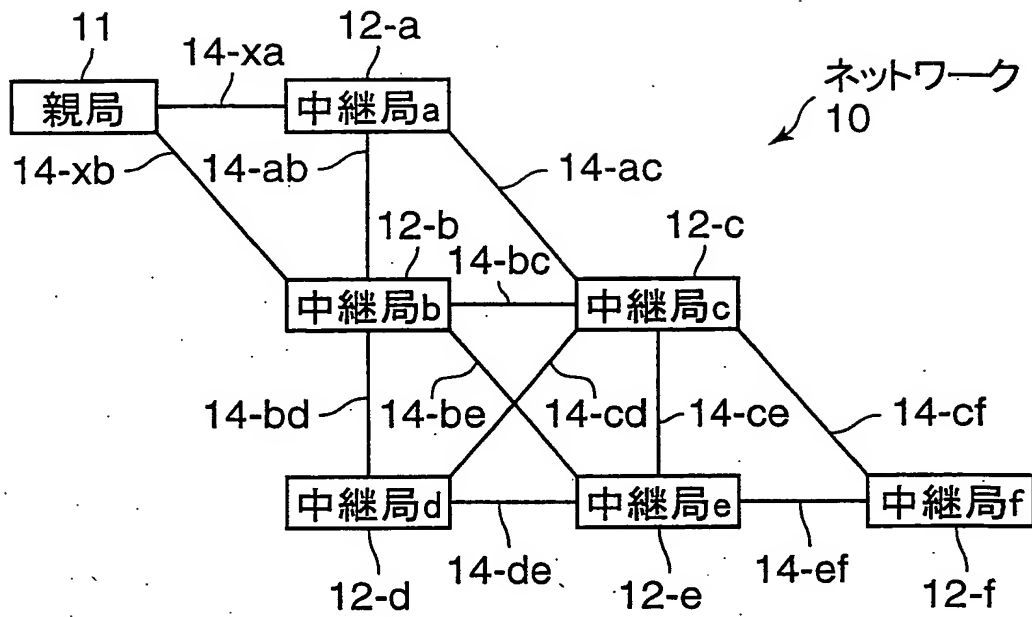 11
14-xa
12-a
ネットワーク
10
親局
中継局a
14-xb
14-ab
14-ac
12-b
14-bc
12-c
中継局b
中継局c
14-bd
14-be
14-cd
14-ce
14-cf
中継局d
中継局e
中継局f
14-de
14-ef
12-d
12-e
12-f